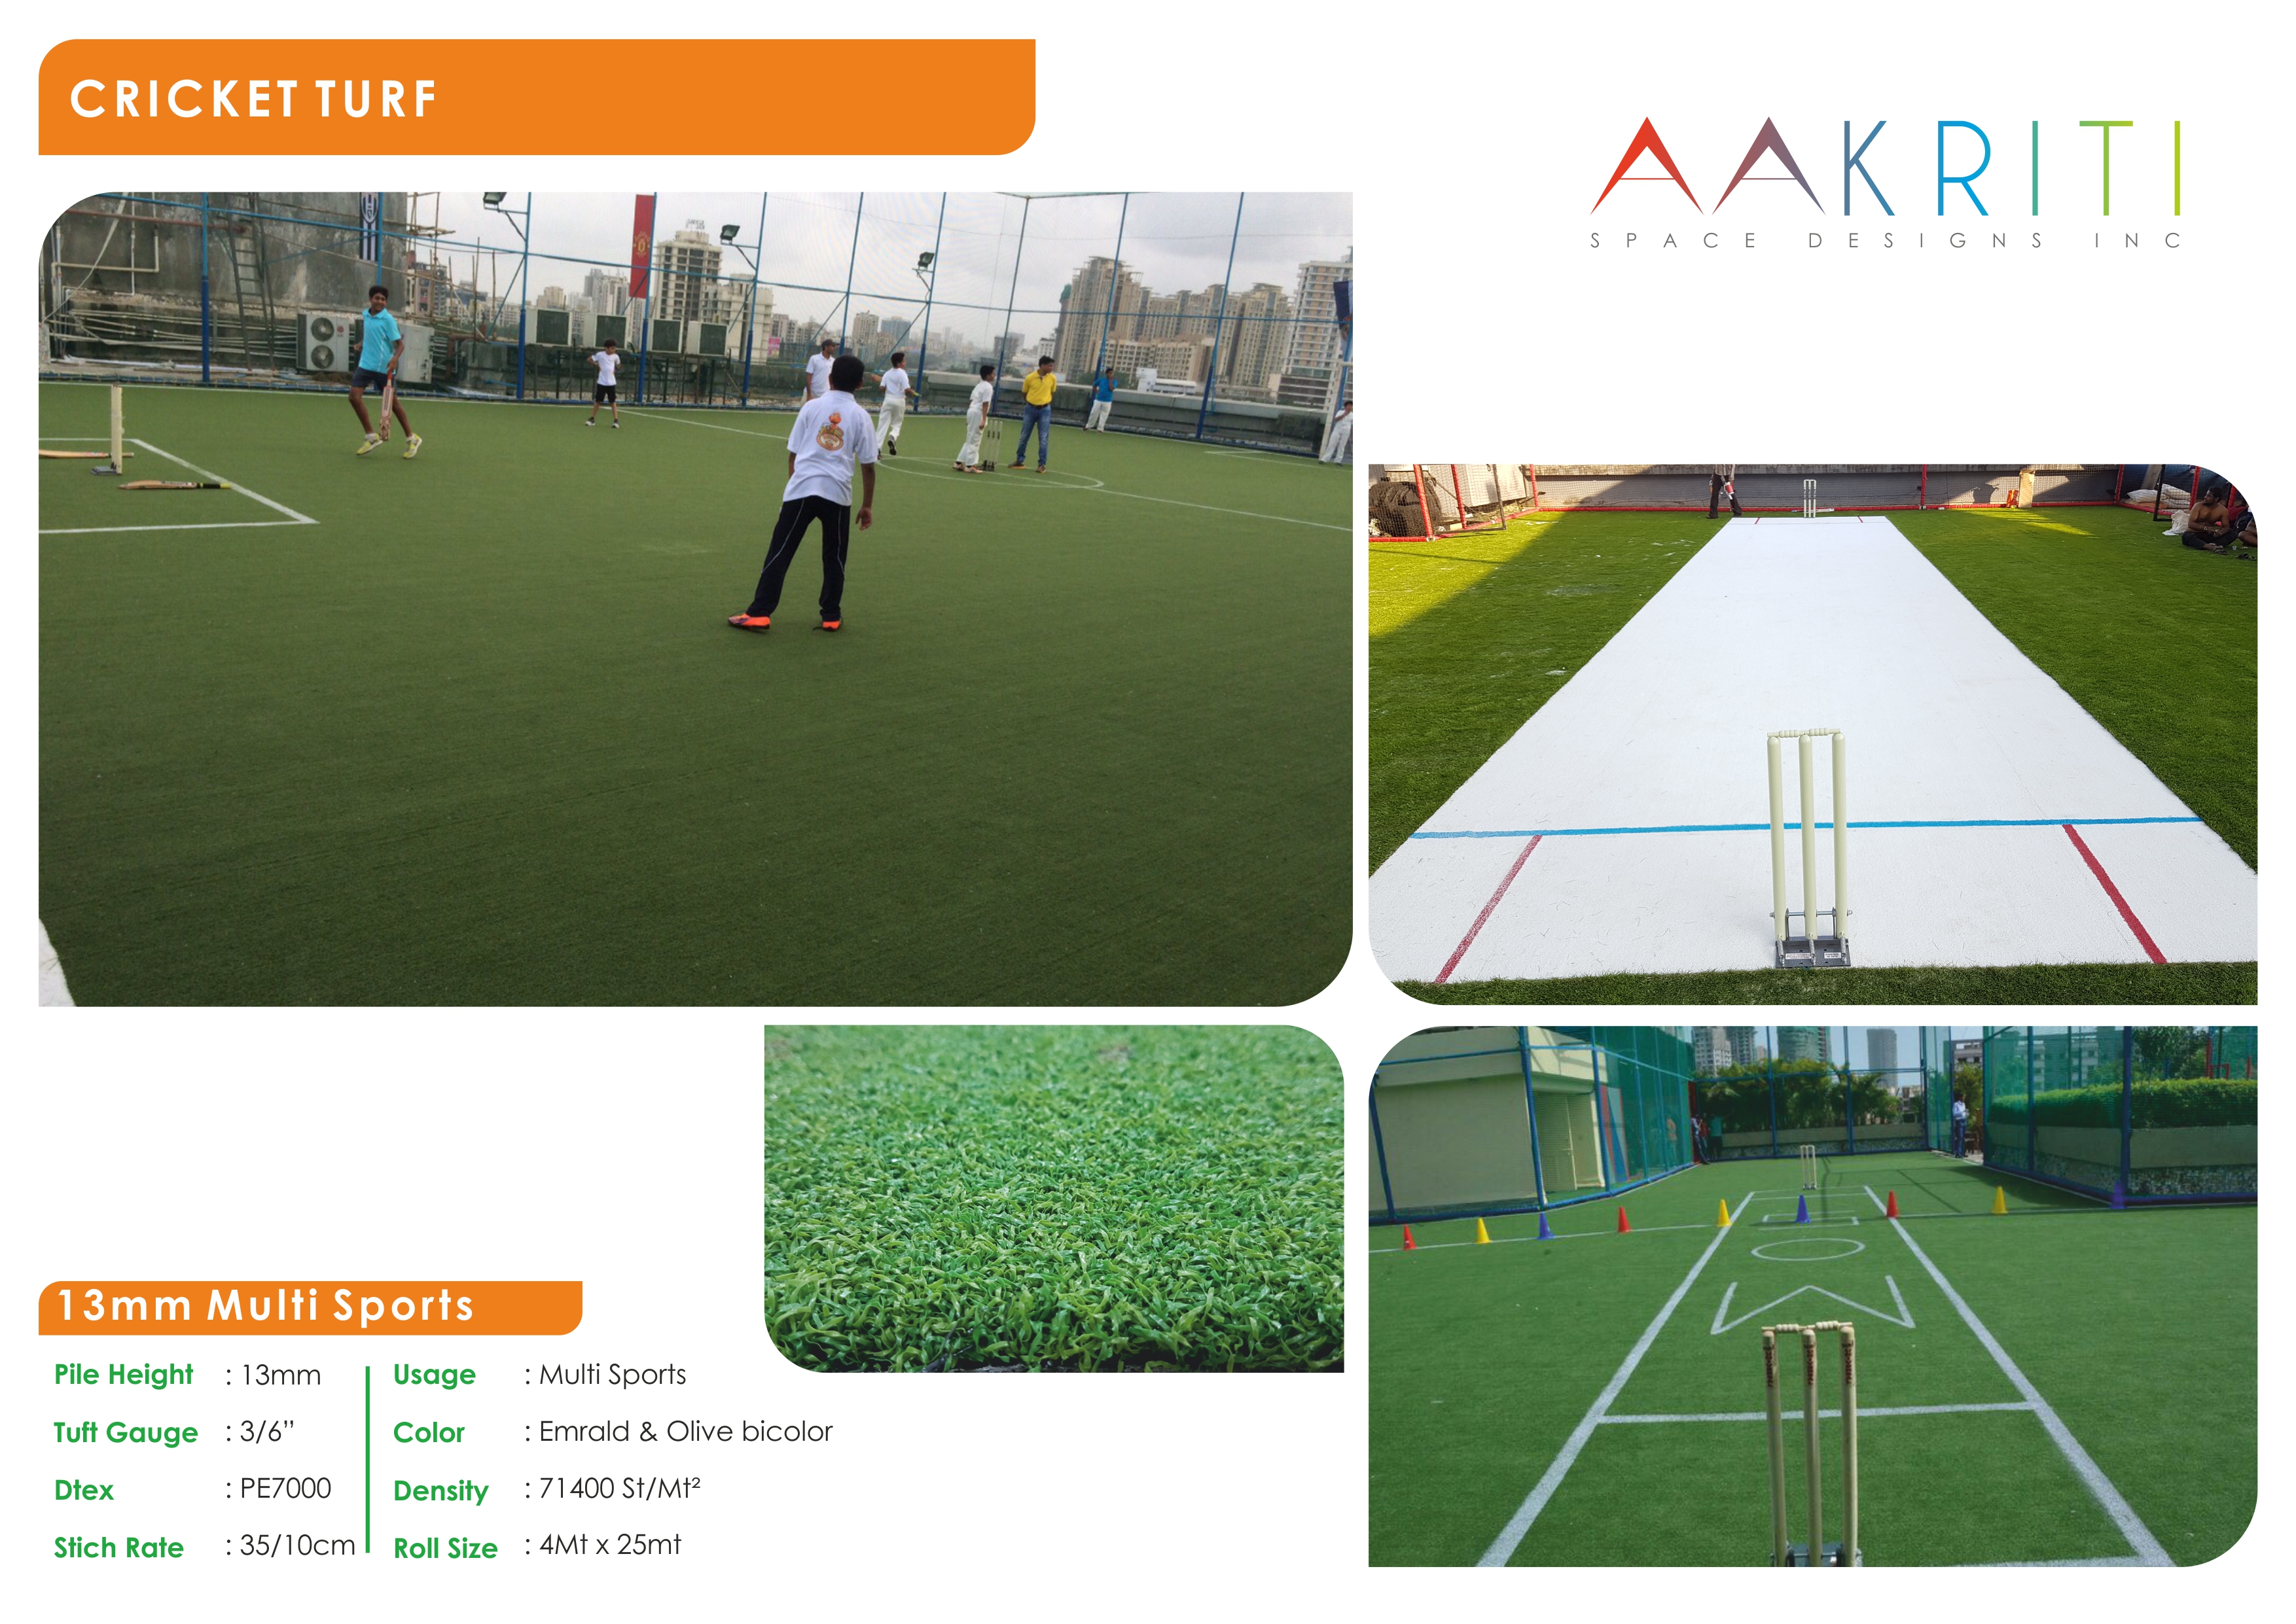 CRICKET TURF
AAKRITI
SPACE DESIGNS INC
13mm Multi Sports
Pile Height : 13mm
Tuft Gauge : 3/6”
Dtex : PE7000
Stich Rate : 35/10cm
Usage : Multi Sports
Color : Emrald & Olive bicolor
Density : 71400 St/Mt²
Roll Size : 4Mt x 25mt